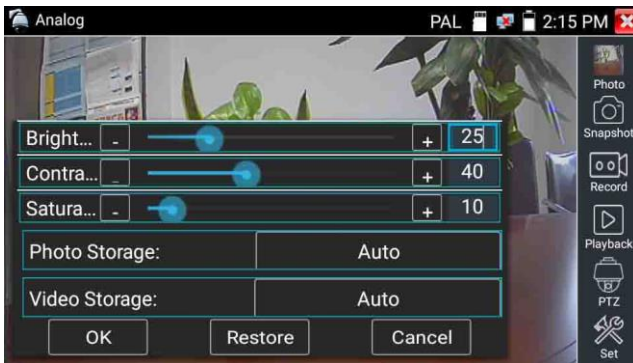 Analog PAL 2:15 PM
Photo
Snapshot
Record
Playback
PTZ
Set
Bright... - + 25
Contra... - + 40
Satura... - + 10
Photo Storage: Auto
Video Storage: Auto
OK Restore Cancel